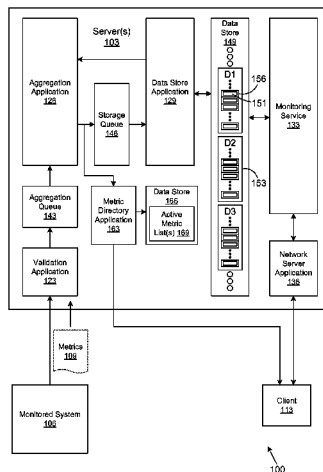 Server(s)
103
Aggregation
Application
126
Storage
Queue
146
Data Store
Application
129
Data
Store
149
D1
156
151
D2
153
D3
Monitoring
Service
133
Aggregation
Queue
143
Metric
Directory
Application
163
Data Store
166
Active
Metric
List(s) 169
Validation
Application
123
Network
Server
Application
136
Metrics
109
Monitored System
106
Client
113
100